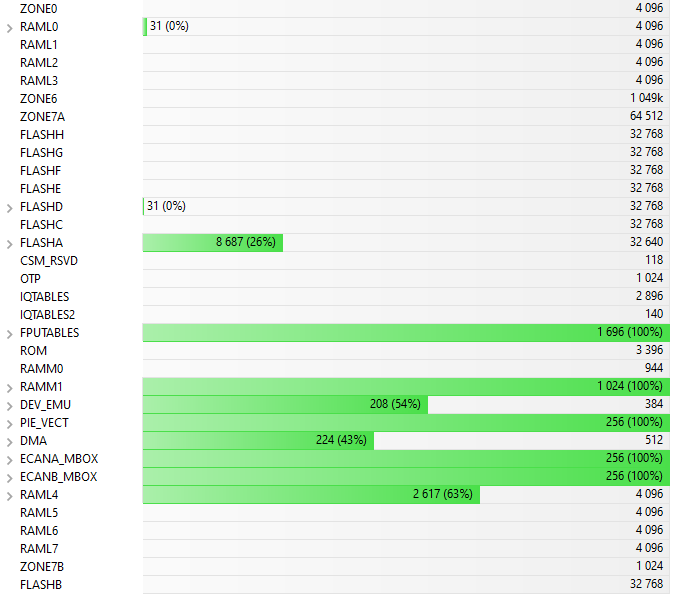 ZONE0 4 096
RAML0 31 (0%) 4 096
RAML1 4 096
RAML2 4 096
RAML3 4 096
ZONE6 1 049k
ZONE7A 64 512
FLASHH 32 768
FLASHG 32 768
FLASHF 32 768
FLASHE 32 768
FLASHD 31 (0%) 32 768
FLASHC 32 768
FLASHA 8 687 (26%) 32 640
CSM_RSVD 118
OTP 1 024
IQTABLES 2 896
IQTABLES2 140
FPUTABLES 1 696 (100%)
ROM 3 396
RAMM0 944
RAMM1 1 024 (100%)
DEV_EMU 208 (54%) 384
PIE_VECT 256 (100%)
DMA 224 (43%) 512
ECANA_MBOX 256 (100%)
ECANB_MBOX 256 (100%)
RAML4 2 617 (63%) 4 096
RAML5 4 096
RAML6 4 096
RAML7 4 096
ZONE7B 1 024
FLASHB 32 768